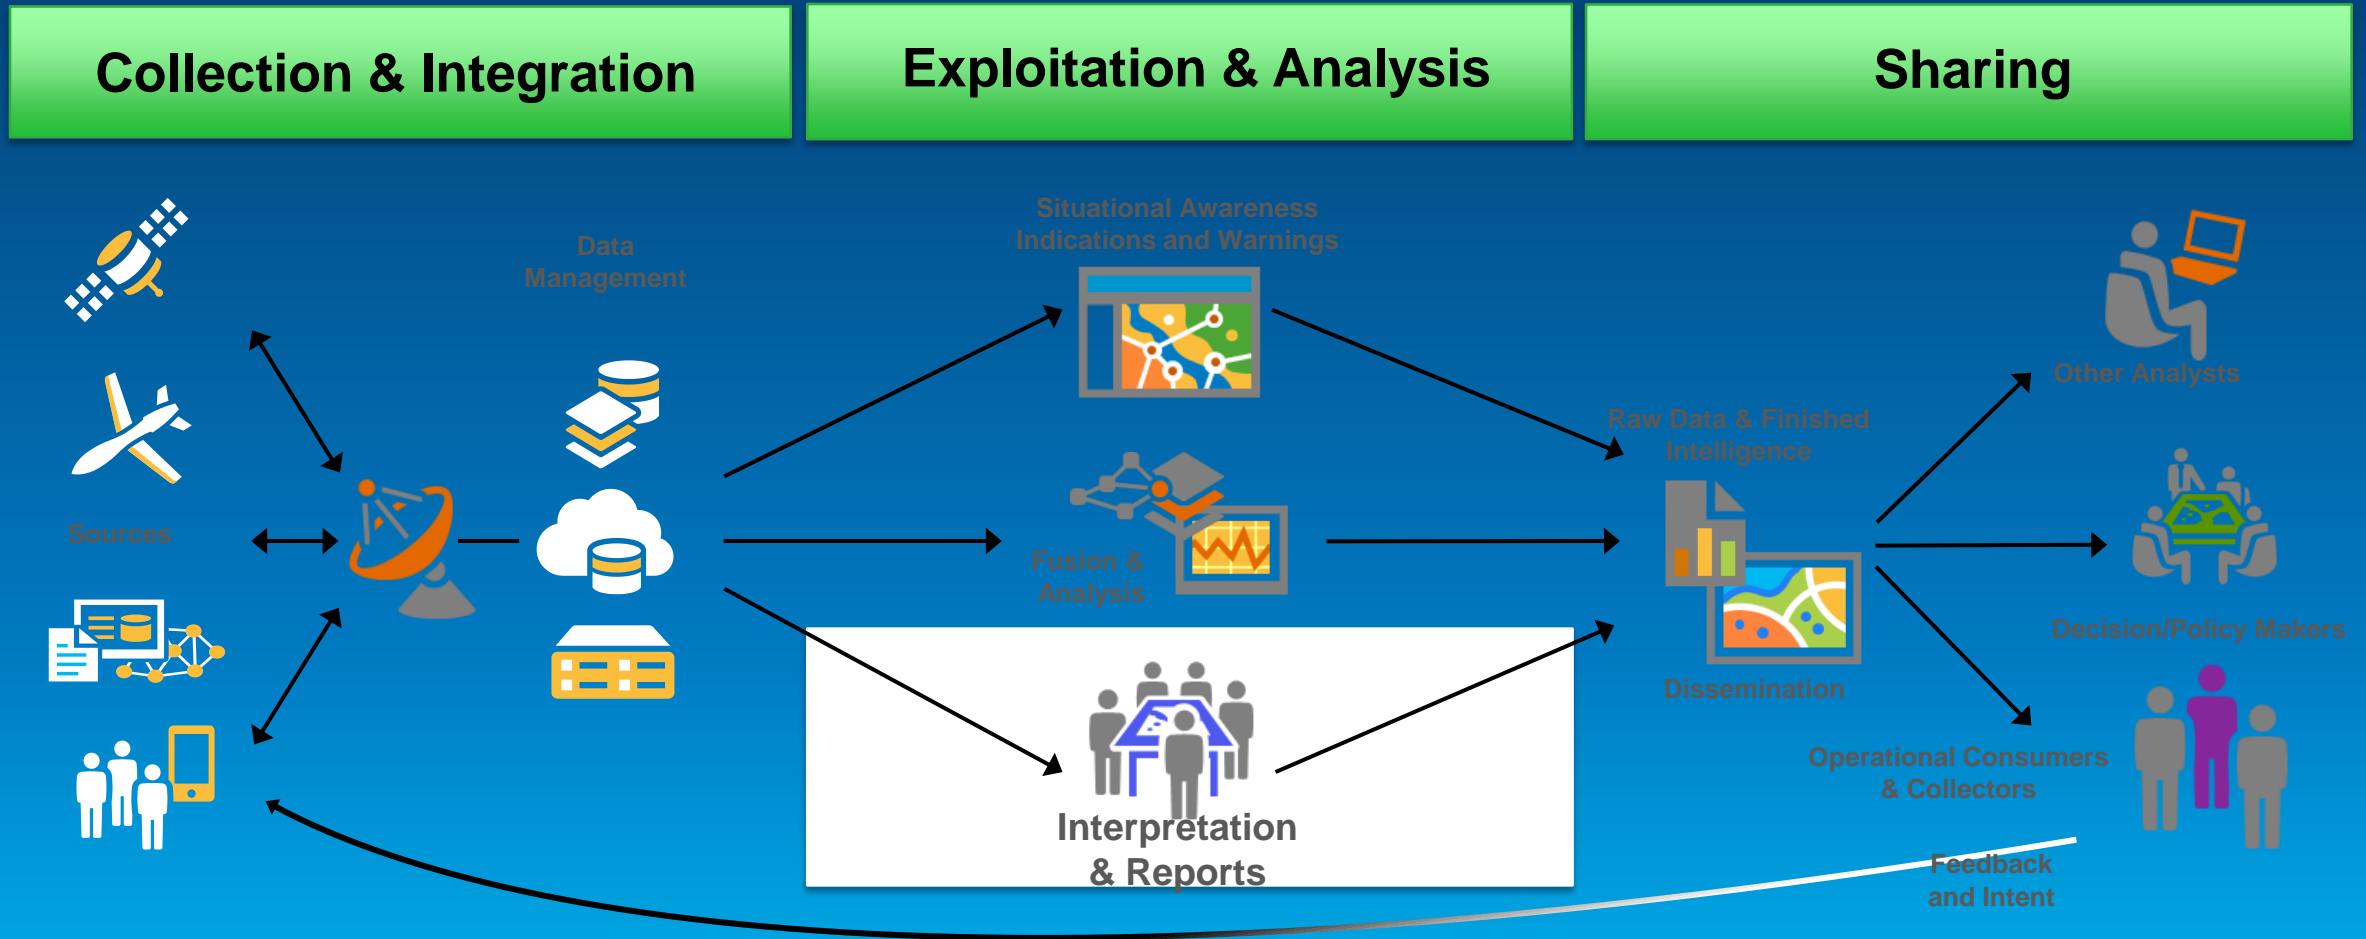 Collection & Integration
Exploitation & Analysis
Sharing
Sources
Data
Management
Situational Awareness
Indications and Warnings
Fusion &
Analysis
Interpretation
& Reports
Raw Data & Finished
Intelligence
Dissemination
Other Analysts
Decision/Policy Makers
Operational Consumers
& Collectors
Feedback
and Intent